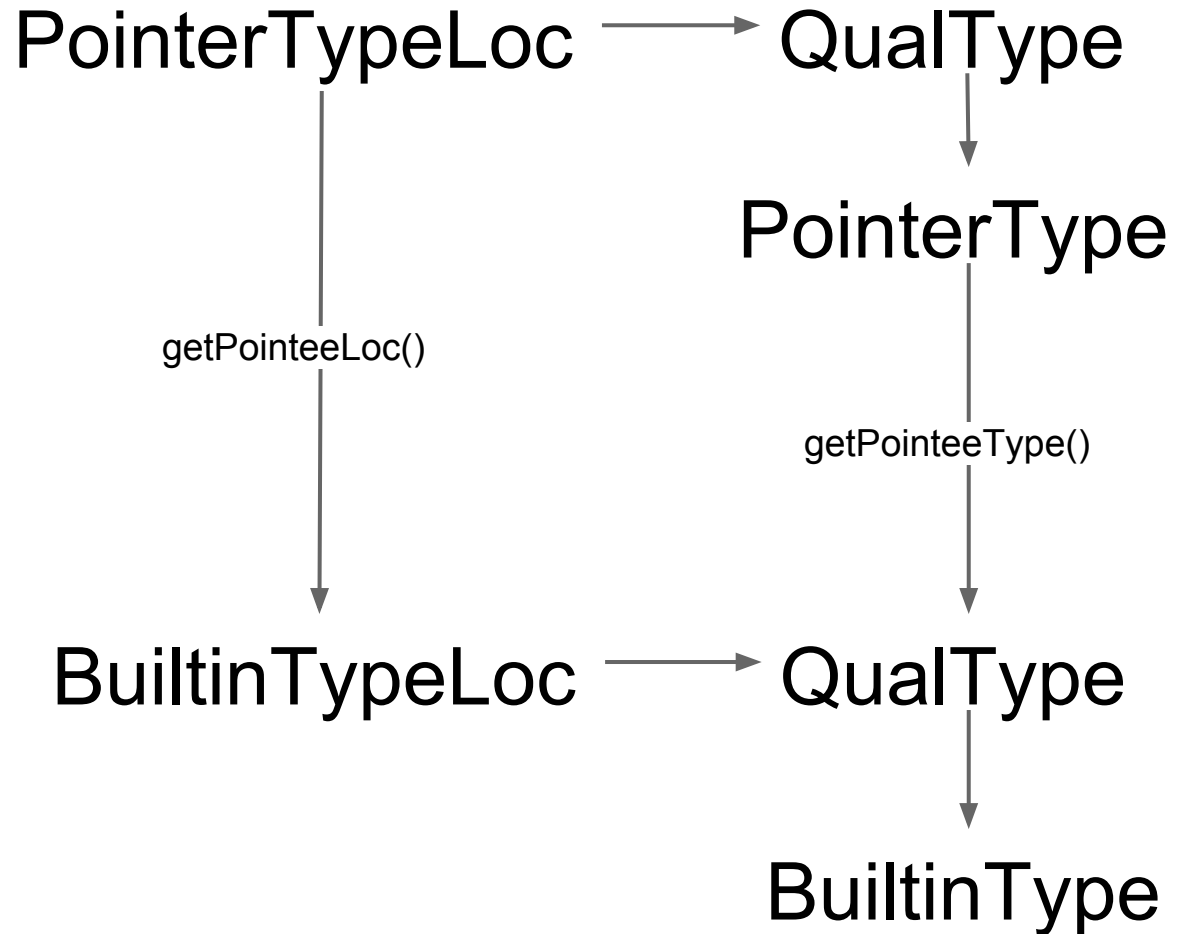 PointerTypeLoc
QualType
PointerType
getPointeeLoc()
getPointeeType()
BuiltinTypeLoc
QualType
BuiltinType